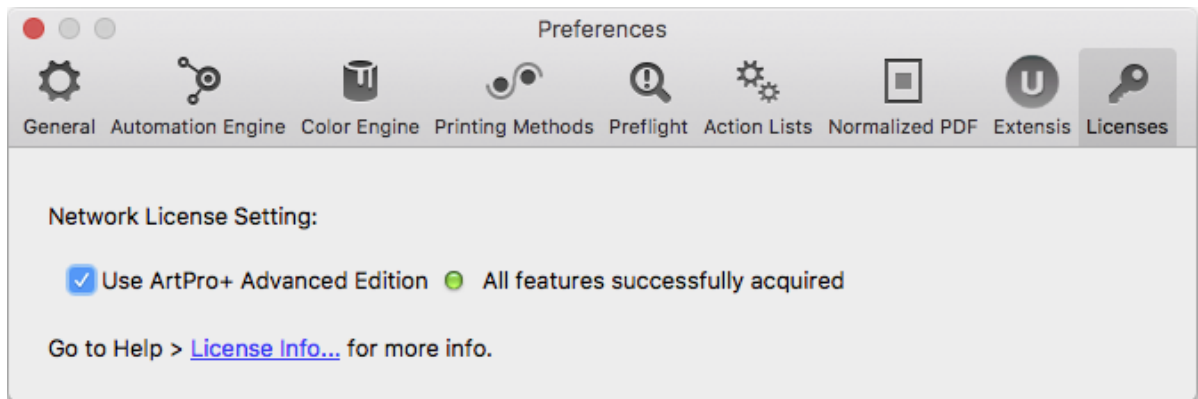 Preferences
General Automation Engine Color Engine Printing Methods Preflight Action Lists Normalized PDF Extensis Licenses
Network License Setting:
Use ArtPro+ Advanced Edition All features successfully acquired
Go to Help > License Info... for more info.